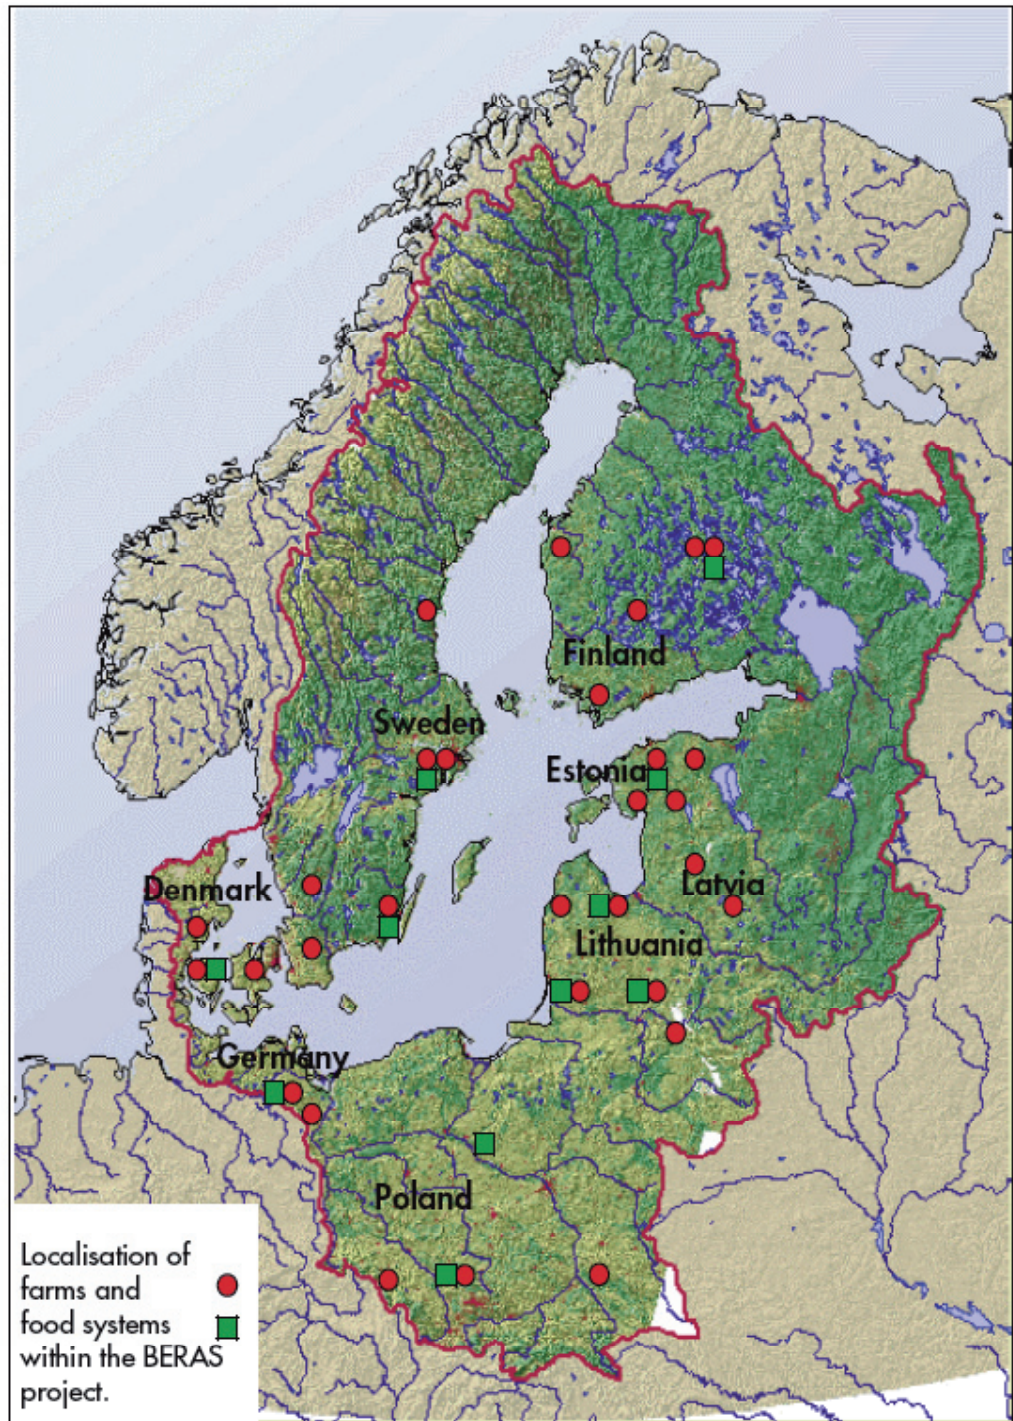 Finland
Sweden
Estonia
Denmark
Latvia
Lithuania
Germany
Poland
Localisation of
farms and
food systems
within the BERAS
project.